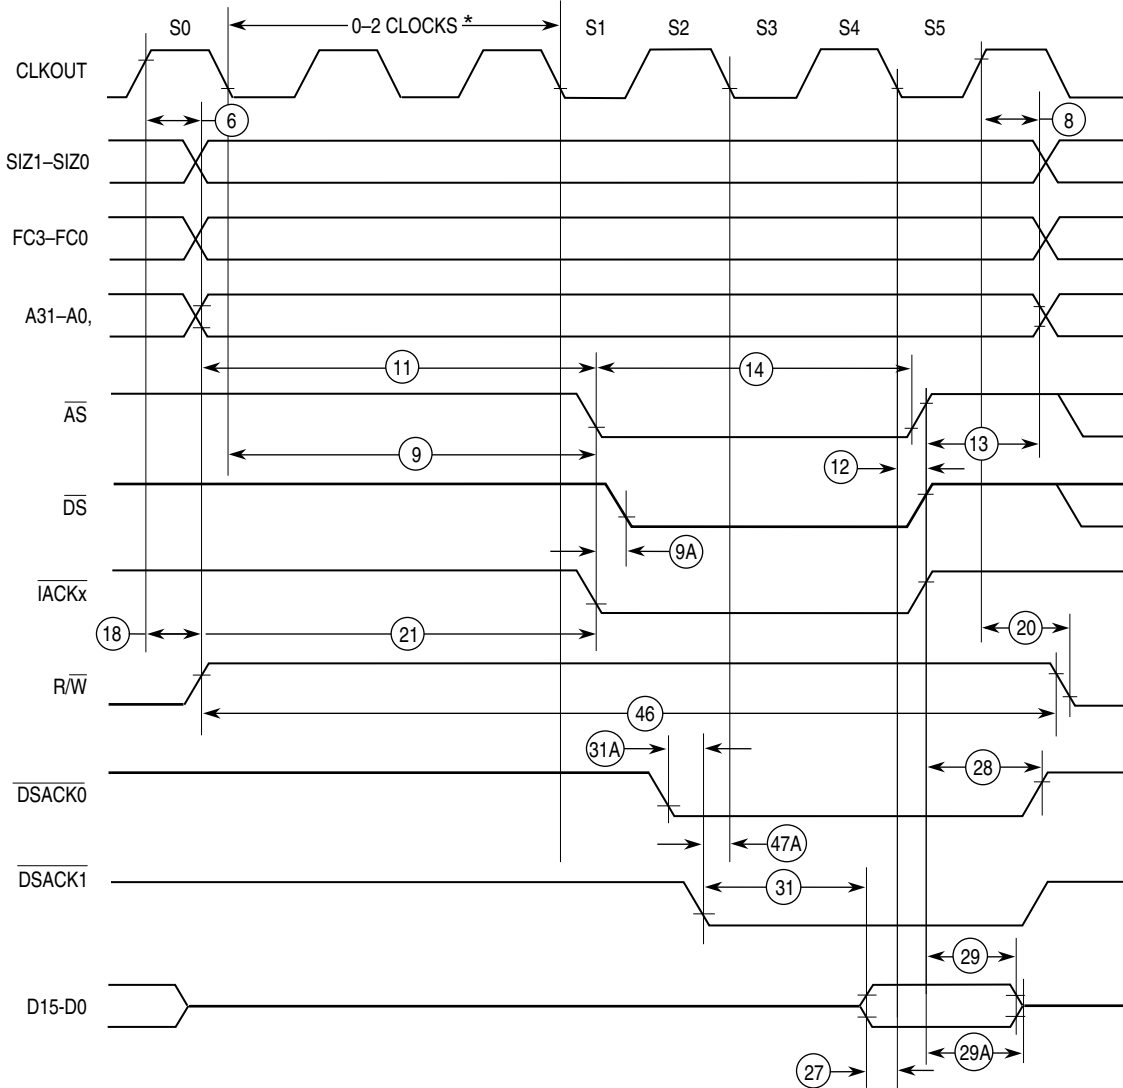 S0
0–2 CLOCKS *
S1
S2
S3
S4
S5
CLKOUT
6
8
SIZ1–SIZ0
FC3–FC0
A31–A0,
11
14
AS
9
12
13
DS
9A
IACKx
18
21
20
R/W
46
31A
28
DSACK0
47A
DSACK1
31
29
D15-D0
29A
27